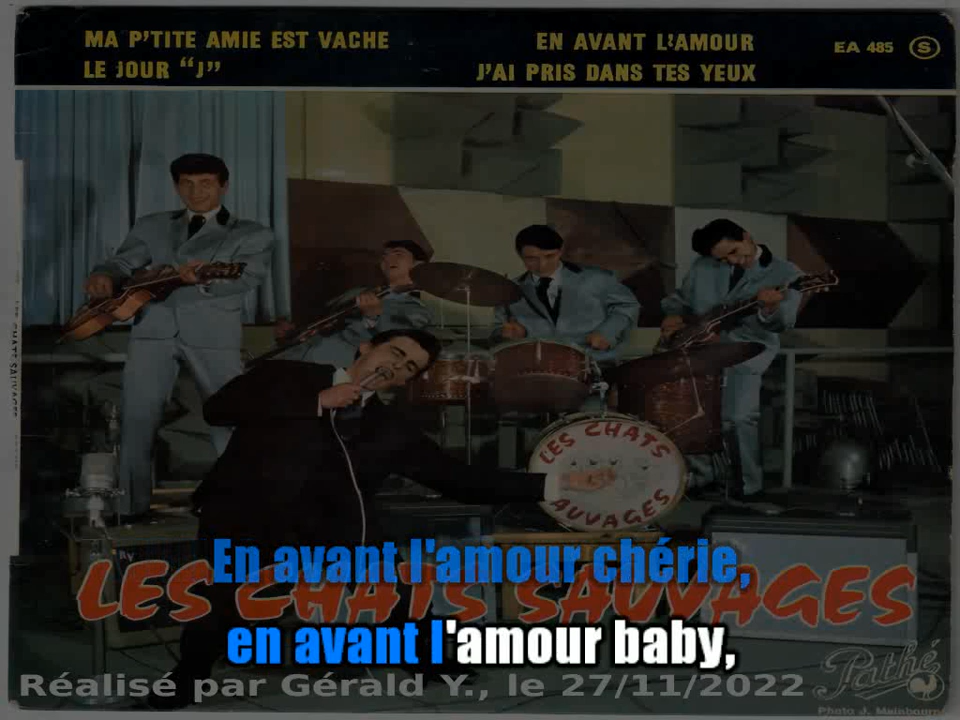 MA P'TITE AMIE EST VACHE
LE JOUR "J"
EN AVANT L'AMOUR
J'AI PRIS DANS TES YEUX
EA 485 S
LES CHATS
SAUVAGES
En avant l'amour chérie,
LES CHATS SAUVAGES
en avant l'amour baby,
Pathé
Réalisé par Gérald Y., le 27/11/2022
Photo J.